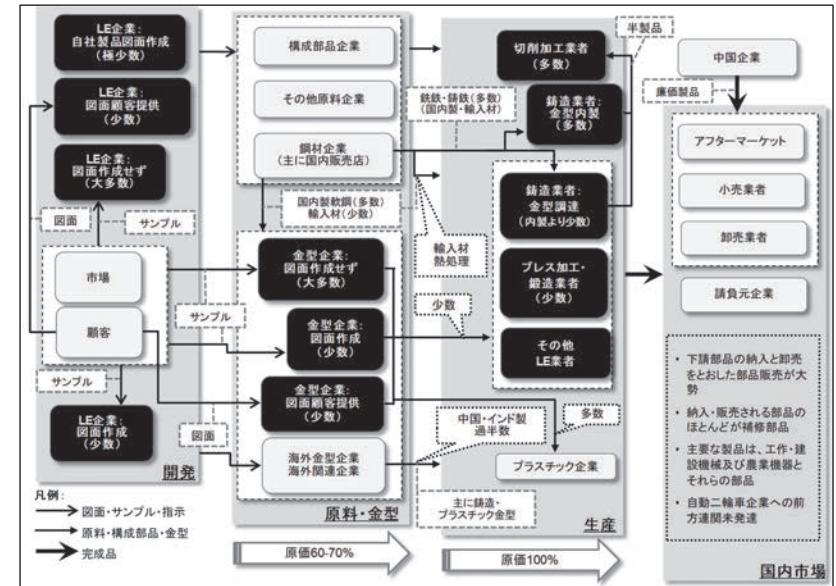 LE企業:
自社製品図面作成
(極少数)
LE企業:
図面顧客提供
(少数)
LE企業:
図面作成せず
(大多数)
図面
サンプル
市場
顧客
サンプル
LE企業:
図面作成
(少数)
開発
構成部品企業
その他原料企業
鋼材企業
(主に国内販売店)
国内製軟鋼(多数)
輸入材(少数)
金型企業:
図面作成せず
(大多数)
サンプル
金型企業:
図面作成
(少数)
金型企業:
図面顧客提供
(少数)
図面
海外金型企業
海外関連企業
原料・金型
銑鉄・鋳鉄(多数)
(国内製・輸入材)
輸入材
熱処理
少数
中国・インド製
過半数
主に鋳造・
プラスチック金型
半製品
切削加工業者
(多数)
鋳造業者:
金型内製
(多数)
鋳造業者:
金型調達
(内製より少数)
プレス加工・
鍛造業者
(少数)
その他
LE業者
多数
プラスチック企業
生産
中国企業
廉価製品
アフターマーケット
小売業者
卸売業者
請負元企業
• 下請部品の納入と卸売
をとおした部品販売が大
勢
• 納入・販売される部品の
ほとんどが補修部品
• 主要な製品は、工作・建
設機械及び農業機器と
それらの部品
• 自動二輪車企業への前
方連関未発達
国内市場
凡例:
図面・サンプル・指示
原料・構成部品・金型
完成品
原価60-70%
原価100%